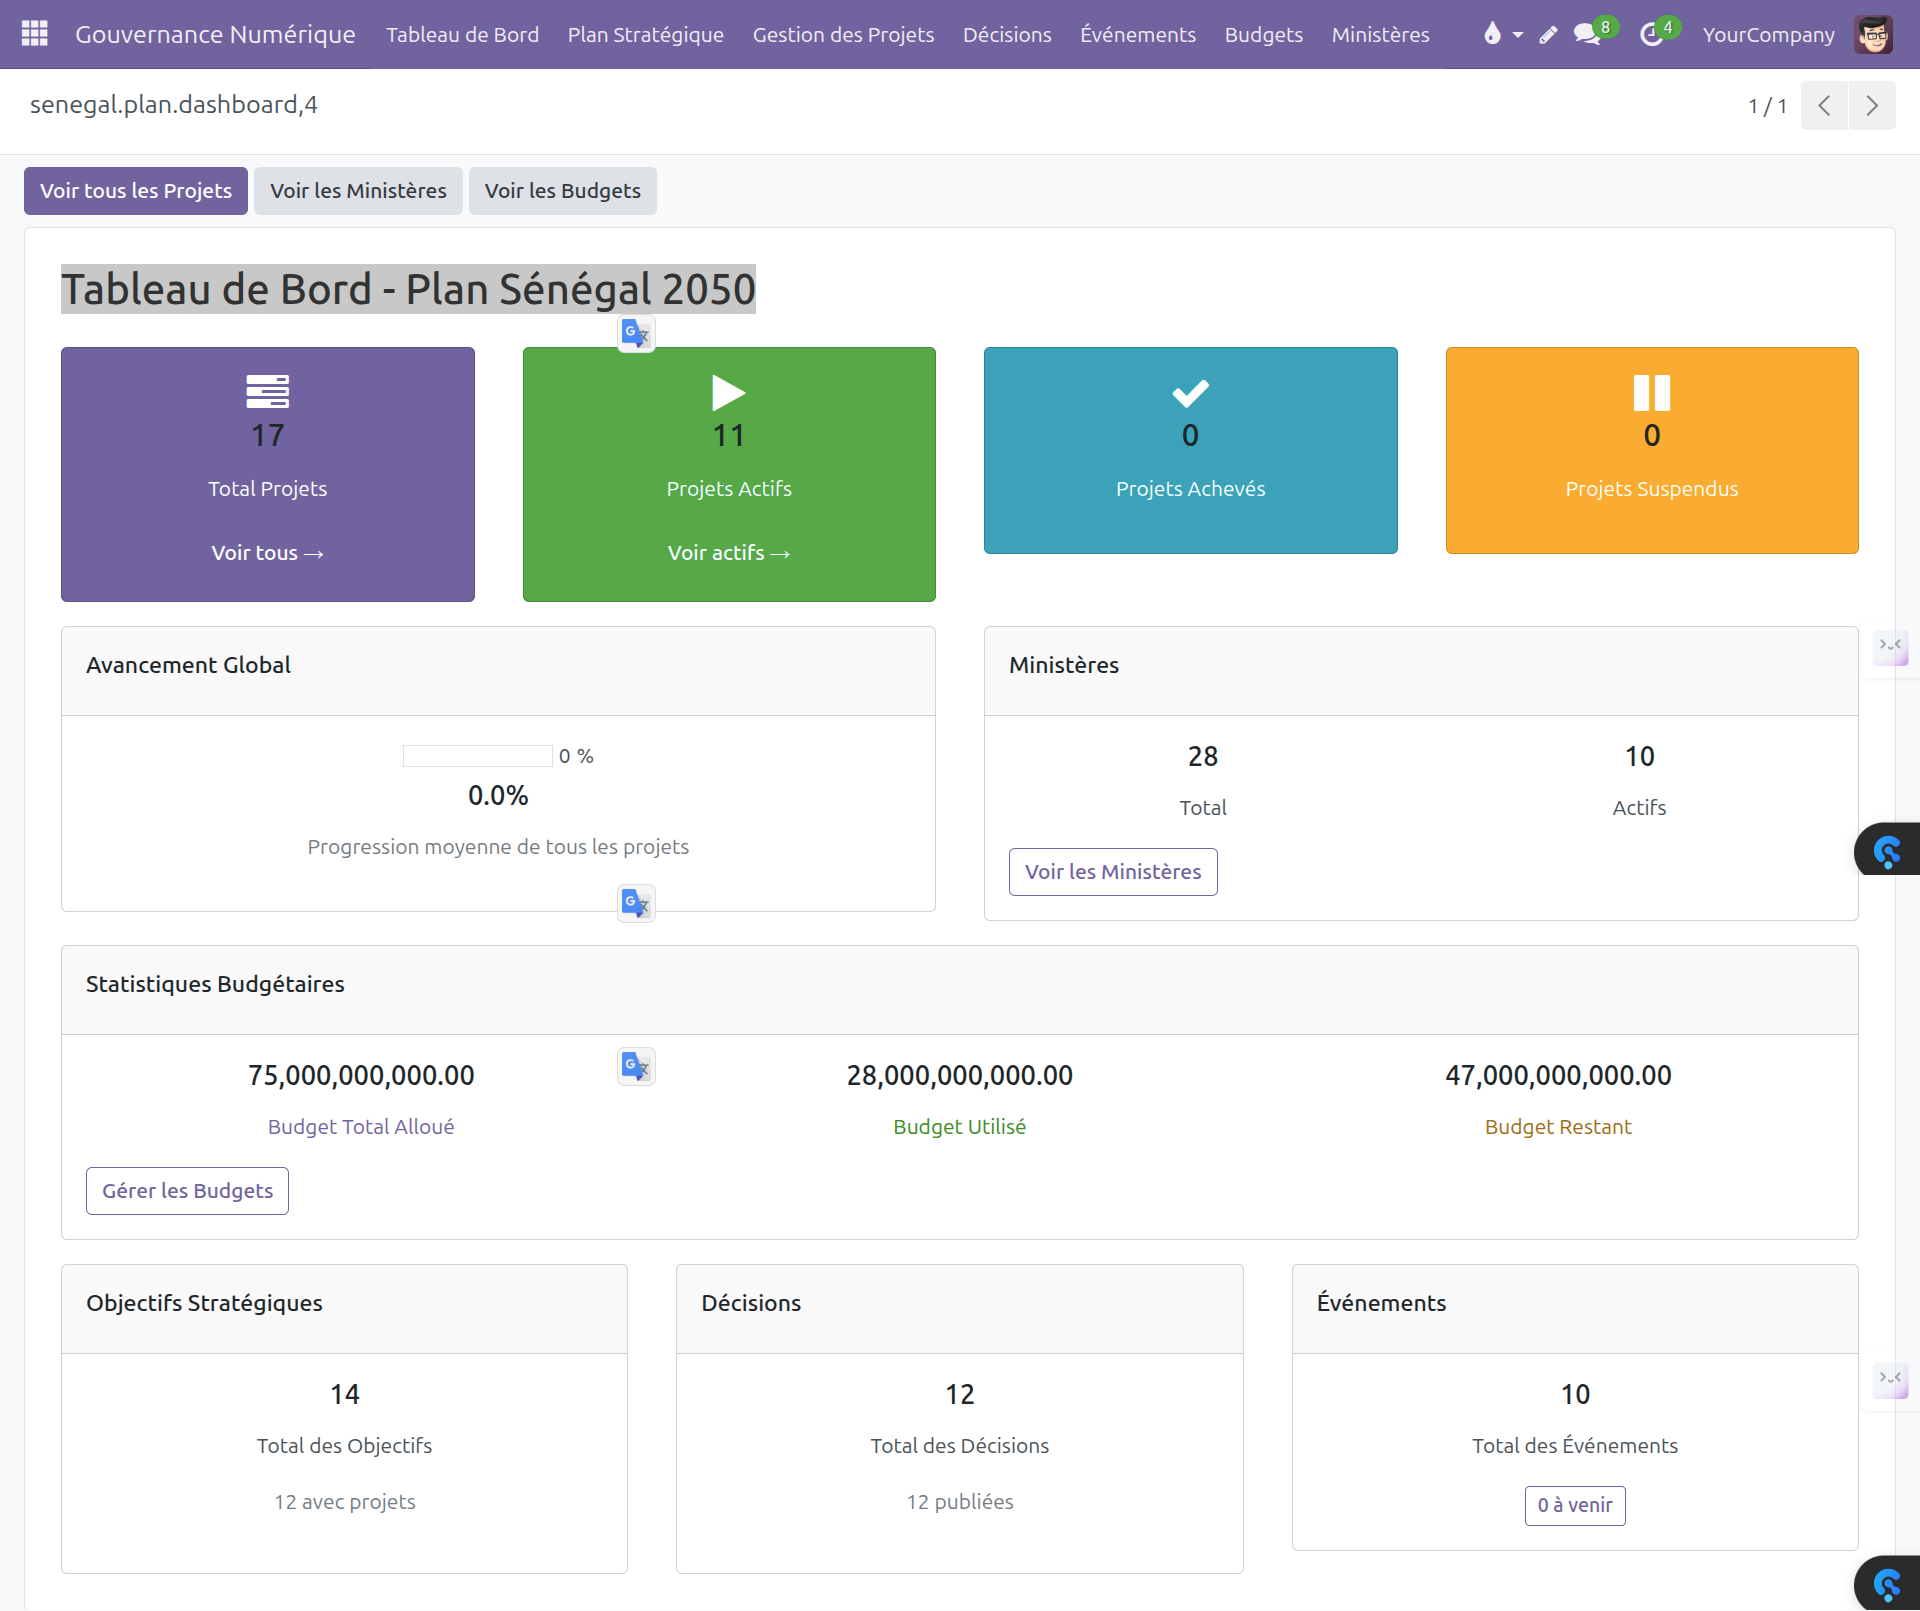 Gouvernance Numérique Tableau de Bord Plan Stratégique Gestion des Projets Décisions Événements Budgets Ministères 8 4 YourCompany
senegal.plan.dashboard,4 1 / 1
Voir tous les Projets Voir les Ministères Voir les Budgets
Tableau de Bord - Plan Sénégal 2050
17 11 0 0
Total Projets Projets Actifs Projets Achevés Projets Suspendus
Voir tous → Voir actifs →
Avancement Global
0 %
0.0%
Progression moyenne de tous les projets
Ministères
28 10
Total Actifs
Voir les Ministères
Statistiques Budgétaires
75,000,000,000.00 28,000,000,000.00 47,000,000,000.00
Budget Total Alloué Budget Utilisé Budget Restant
Gérer les Budgets
Objectifs Stratégiques
14
Total des Objectifs
12 avec projets
Décisions
12
Total des Décisions
12 publiées
Événements
10
Total des Événements
0 à venir